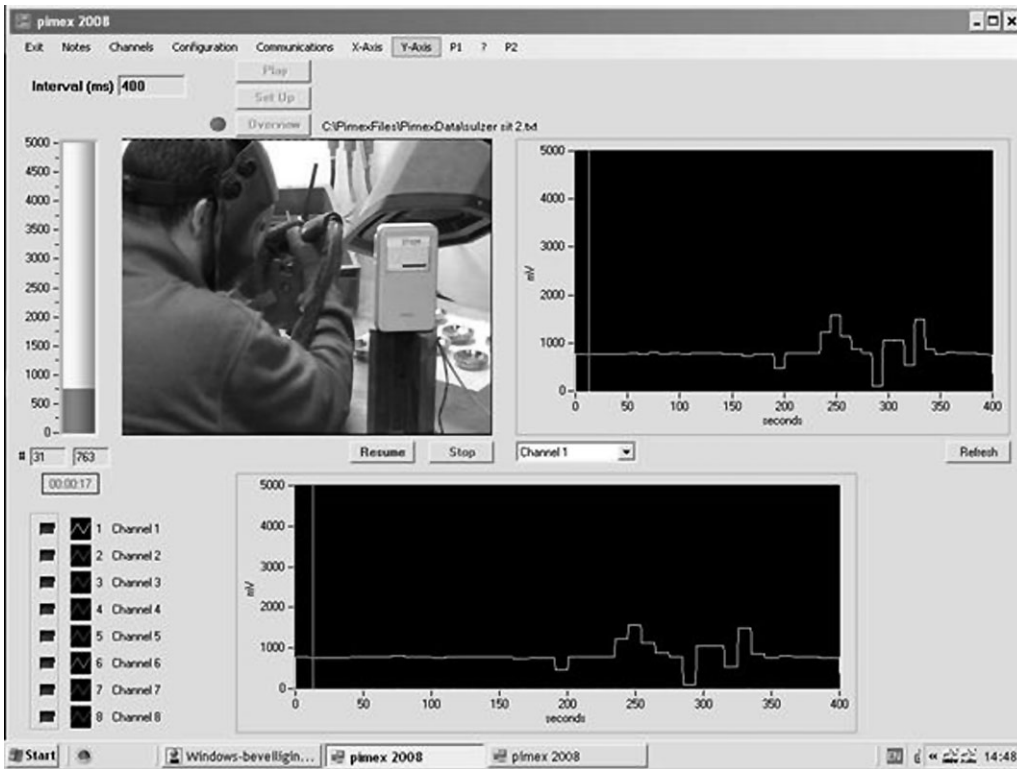 pimex 2008
Exit Notes Channels Configuration Communications X-Axis Y-Axis P1 ? P2
Interval (ms) 400
Play
Set Up
Overview C:\PimexFiles\PimexData\sulzer sit 2.txt
5000
4500
4000
3500
3000
2500
2000
1500
1000
500
0
# 31 763
00:00:17
Resume Stop
5000
4000
3000
2000
1000
0
mV
0 50 100 150 200 250 300 350 400
seconds
Channel 1 Refresh
5000
4000
3000
2000
1000
0
mV
0 50 100 150 200 250 300 350 400
seconds
1 Channel 1
2 Channel 2
3 Channel 3
4 Channel 4
5 Channel 5
6 Channel 6
7 Channel 7
8 Channel 8
Start Windows-beveiligin... pimex 2008 pimex 2008 14:48